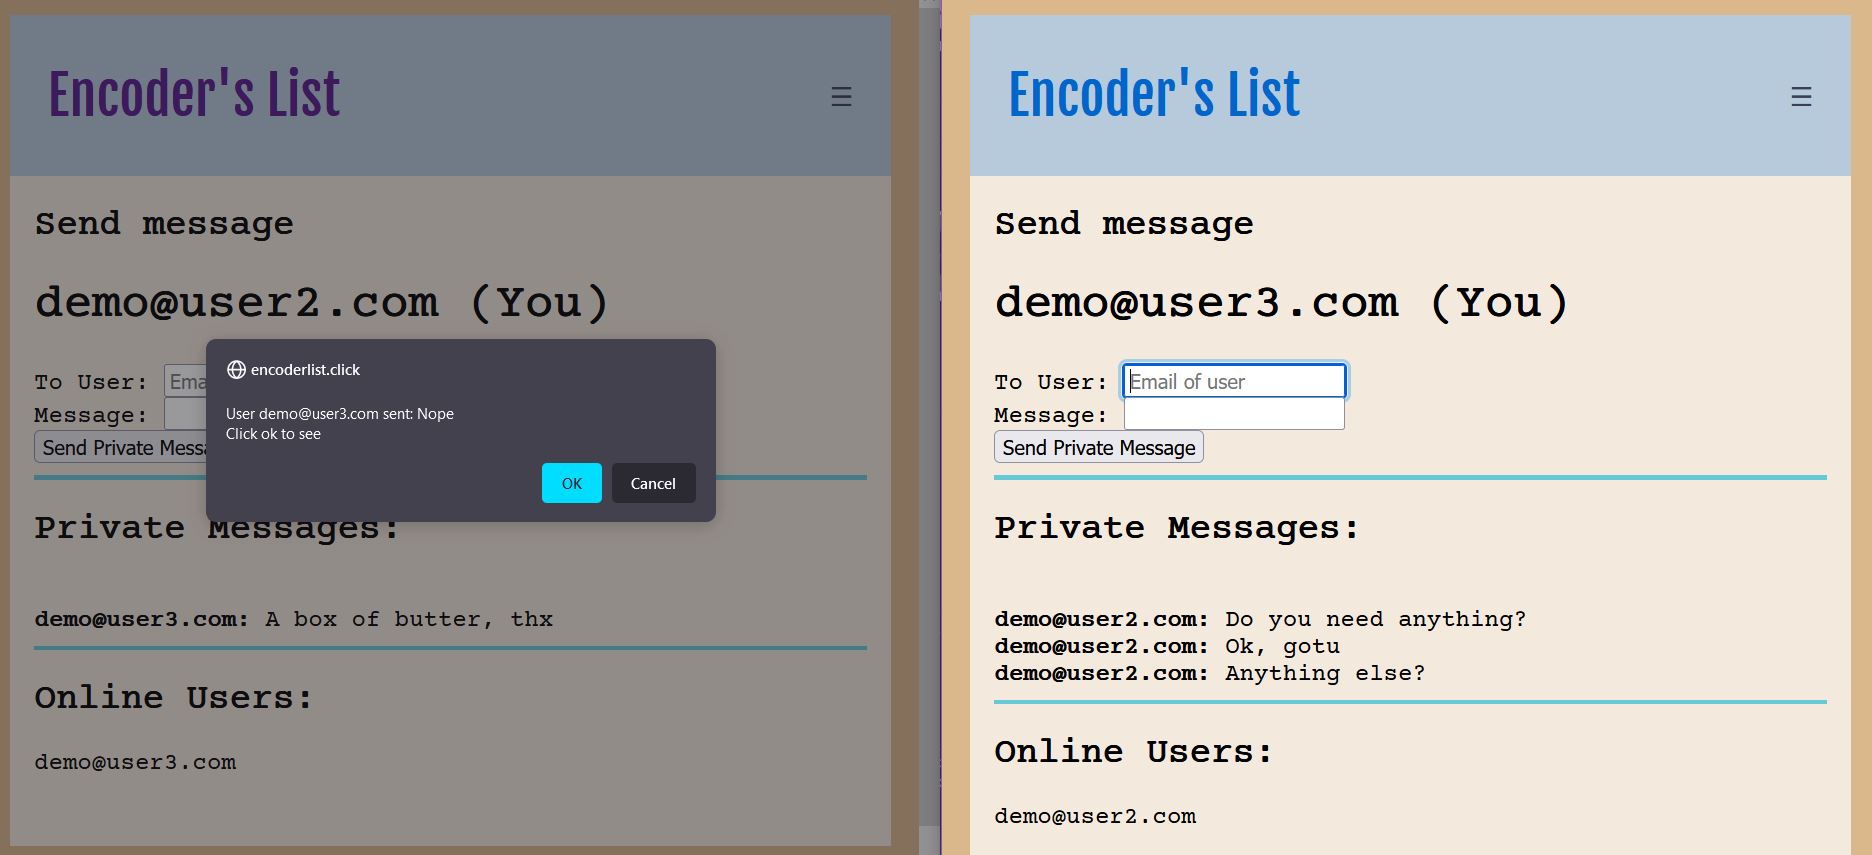 Encoder's List ☰
Send message
demo@user2.com (You)
To User: Ema
Message:
Send Private Messa
encoderlist.click
User demo@user3.com sent: Nope
Click ok to see
OK Cancel
Private Messages:
demo@user3.com: A box of butter, thx
Online Users:
demo@user3.com
Encoder's List ☰
Send message
demo@user3.com (You)
To User: Email of user
Message:
Send Private Message
Private Messages:
demo@user2.com: Do you need anything?
demo@user2.com: Ok, gotu
demo@user2.com: Anything else?
Online Users:
demo@user2.com